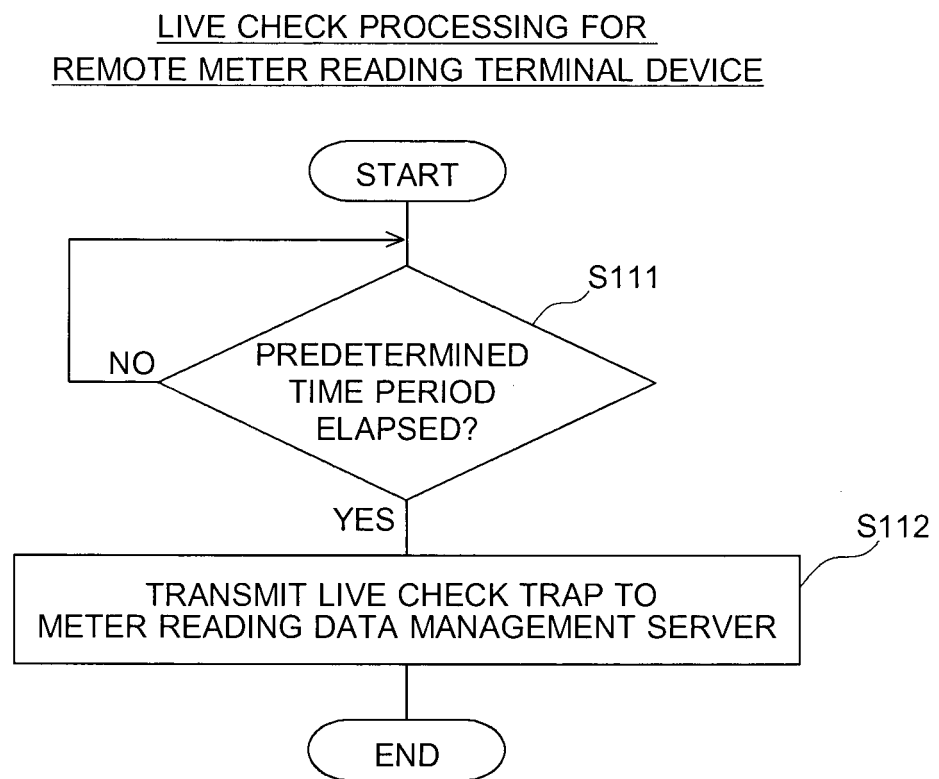 LIVE CHECK PROCESSING FOR
REMOTE METER READING TERMINAL DEVICE
START
S111
NO
PREDETERMINED
TIME PERIOD
ELAPSED?
YES
S112
TRANSMIT LIVE CHECK TRAP TO
METER READING DATA MANAGEMENT SERVER
END